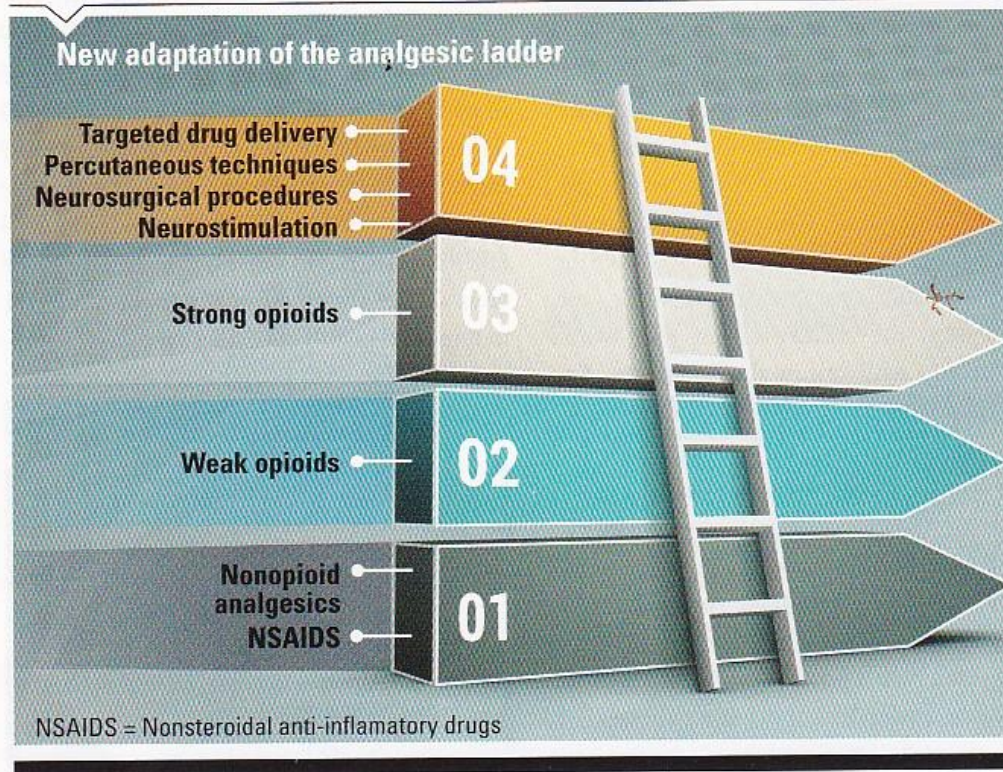 New adaptation of the analgesic ladder
Targeted drug delivery
Percutaneous techniques
Neurosurgical procedures
Neurostimulation
04
Strong opioids
03
Weak opioids
02
Nonopioid
analgesics
NSAIDS
01
NSAIDS = Nonsteroidal anti-inflamatory drugs